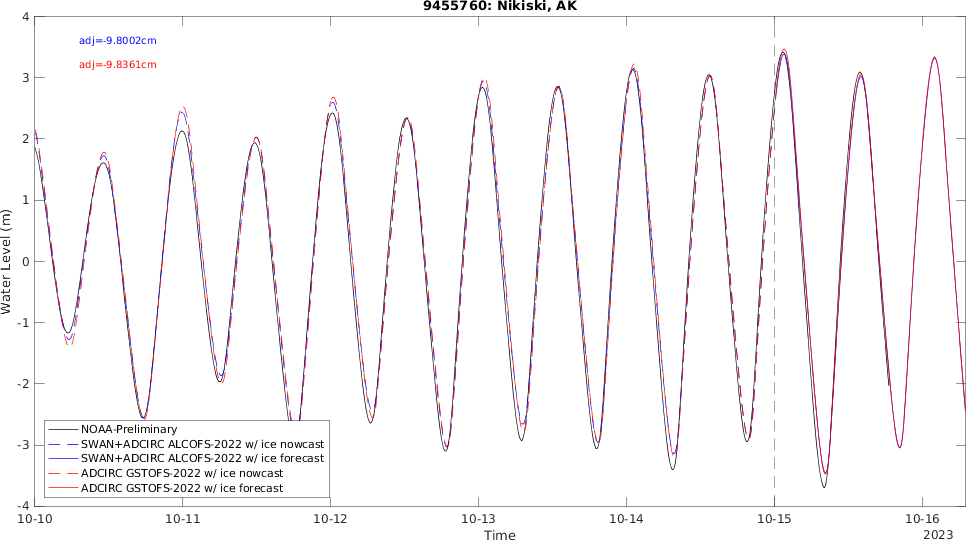 9455760: Nikiski, AK
adj=-9.8002cm
adj=-9.8361cm
Water Level (m)
4
3
2
1
0
-1
-2
-3
-4
NOAA-Preliminary
SWAN+ADCIRC ALCOFS-2022 w/ ice nowcast
SWAN+ADCIRC ALCOFS-2022 w/ ice forecast
ADCIRC GSTOFS-2022 w/ ice nowcast
ADCIRC GSTOFS-2022 w/ ice forecast
10-10 10-11 10-12 10-13 10-14 10-15 10-16
Time
2023